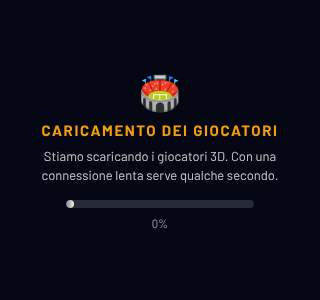 CARICAMENTO DEI GIOCATORI
Stiamo scaricando i giocatori 3D. Con una
connessione lenta serve qualche secondo.
0%